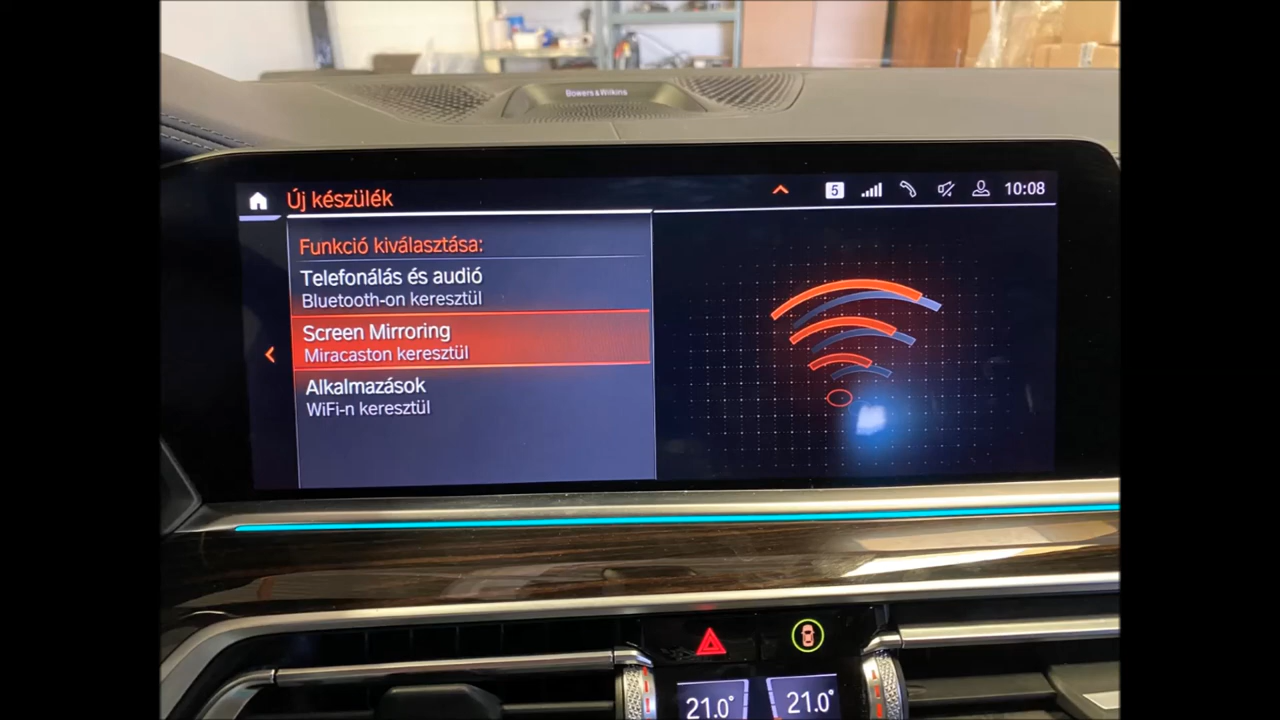 Bowers & Wilkins
Új készülék
5
10:08
Funkció kiválasztása:
Telefonálás és audió
Bluetooth-on keresztül
Screen Mirroring
Miracaston keresztül
Alkalmazások
WiFi-n keresztül
21.0° 21.0°